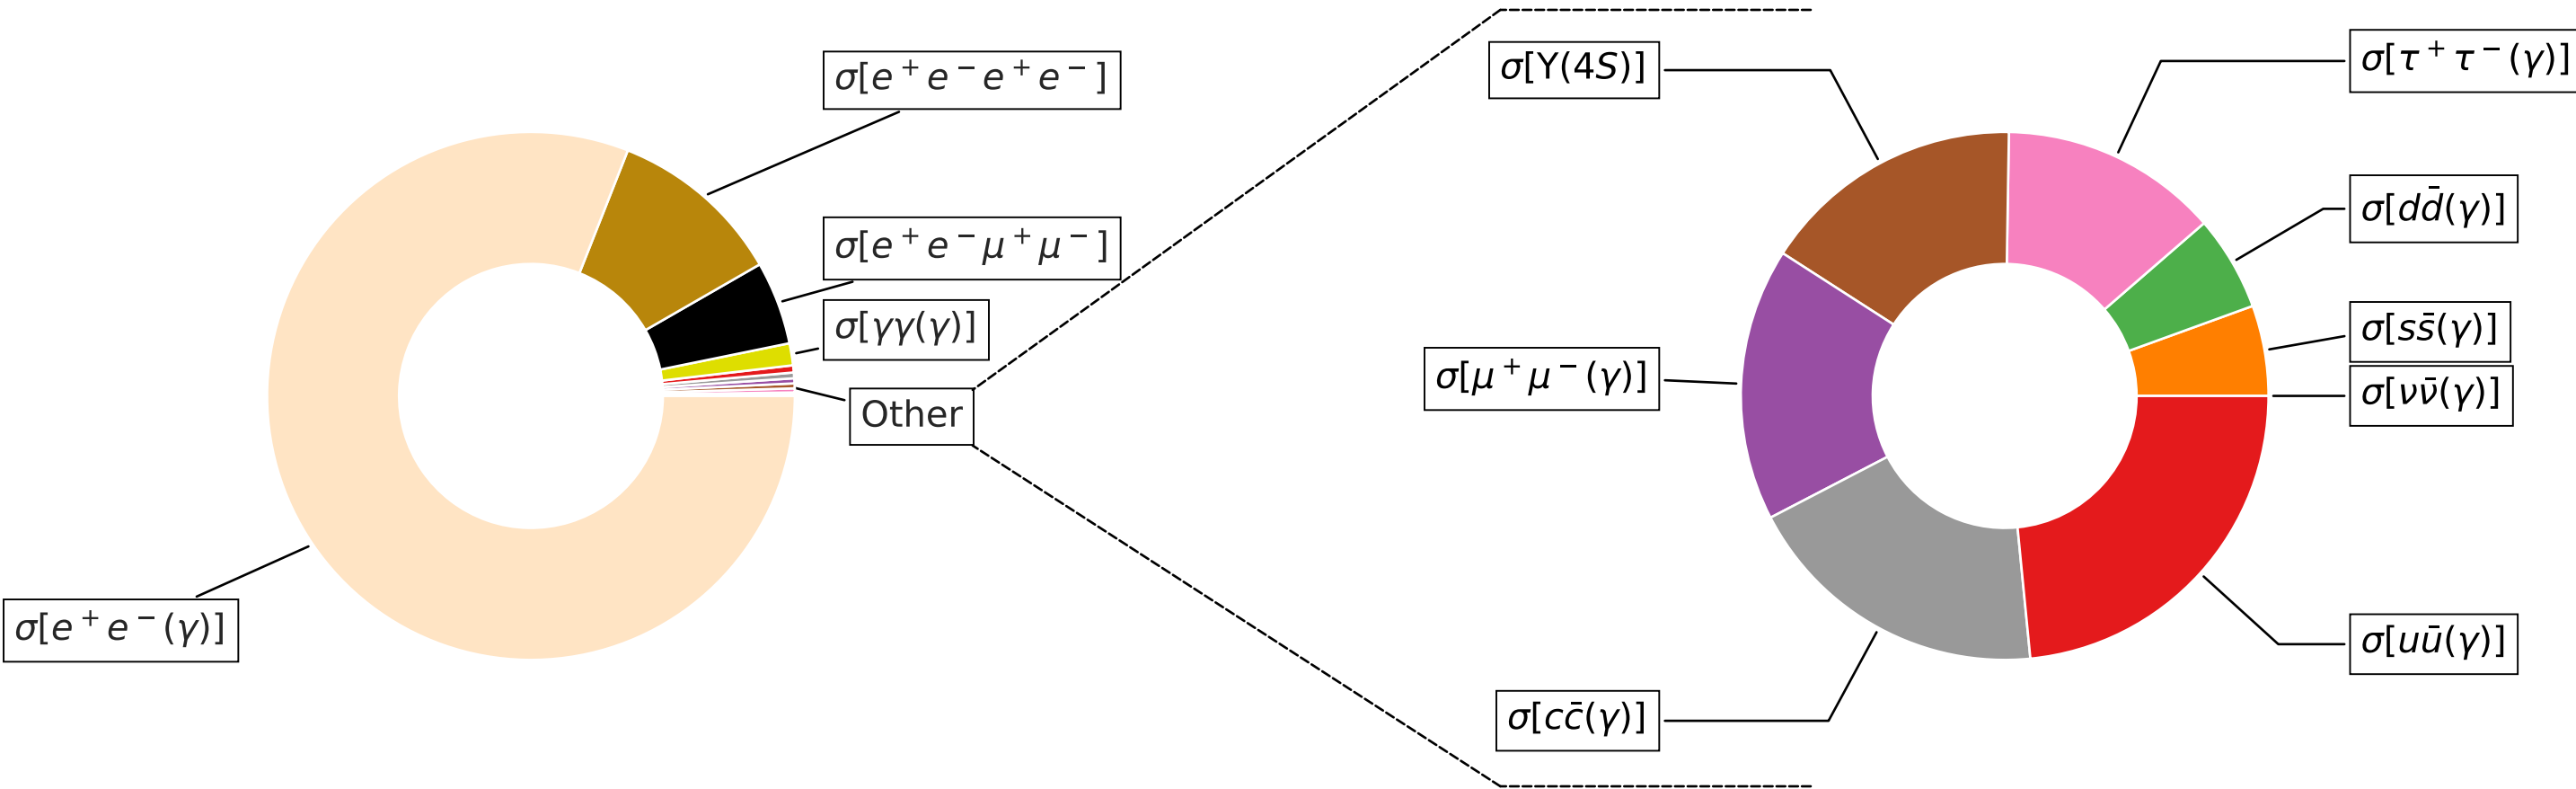 σ[e⁺e⁻e⁺e⁻]
σ[e⁺e⁻μ⁺μ⁻]
σ[γγ(γ)]
Other
σ[e⁺e⁻(γ)]
σ[Υ(4S)]
σ[μ⁺μ⁻(γ)]
σ[cc̄(γ)]
σ[τ⁺τ⁻(γ)]
σ[dd̄(γ)]
σ[ss̄(γ)]
σ[νν̄(γ)]
σ[uū(γ)]